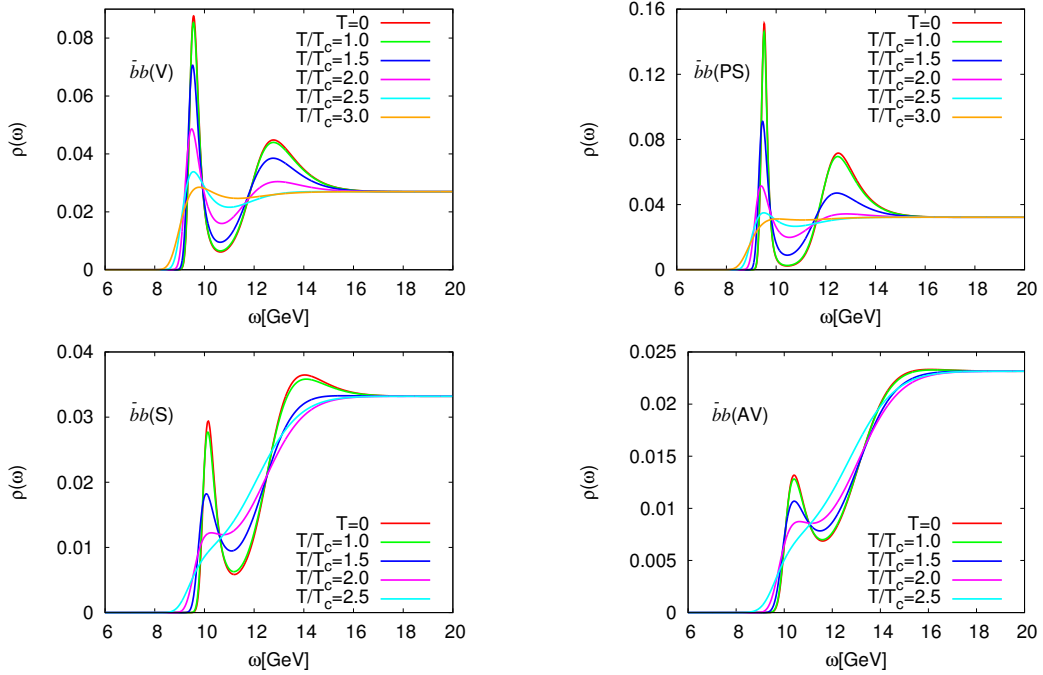 0.08
0.06
0.04
0.02
0
ρ(ω)
b̄b(V)
T=0
T/Tc=1.0
T/Tc=1.5
T/Tc=2.0
T/Tc=2.5
T/Tc=3.0
6 8 10 12 14 16 18 20
ω[GeV]
0.16
0.12
0.08
0.04
0
ρ(ω)
b̄b(PS)
T=0
T/Tc=1.0
T/Tc=1.5
T/Tc=2.0
T/Tc=2.5
T/Tc=3.0
6 8 10 12 14 16 18 20
ω[GeV]
0.04
0.03
0.02
0.01
0
ρ(ω)
b̄b(S)
T=0
T/Tc=1.0
T/Tc=1.5
T/Tc=2.0
T/Tc=2.5
6 8 10 12 14 16 18 20
ω[GeV]
0.025
0.02
0.015
0.01
0.005
0
ρ(ω)
b̄b(AV)
T=0
T/Tc=1.0
T/Tc=1.5
T/Tc=2.0
T/Tc=2.5
6 8 10 12 14 16 18 20
ω[GeV]